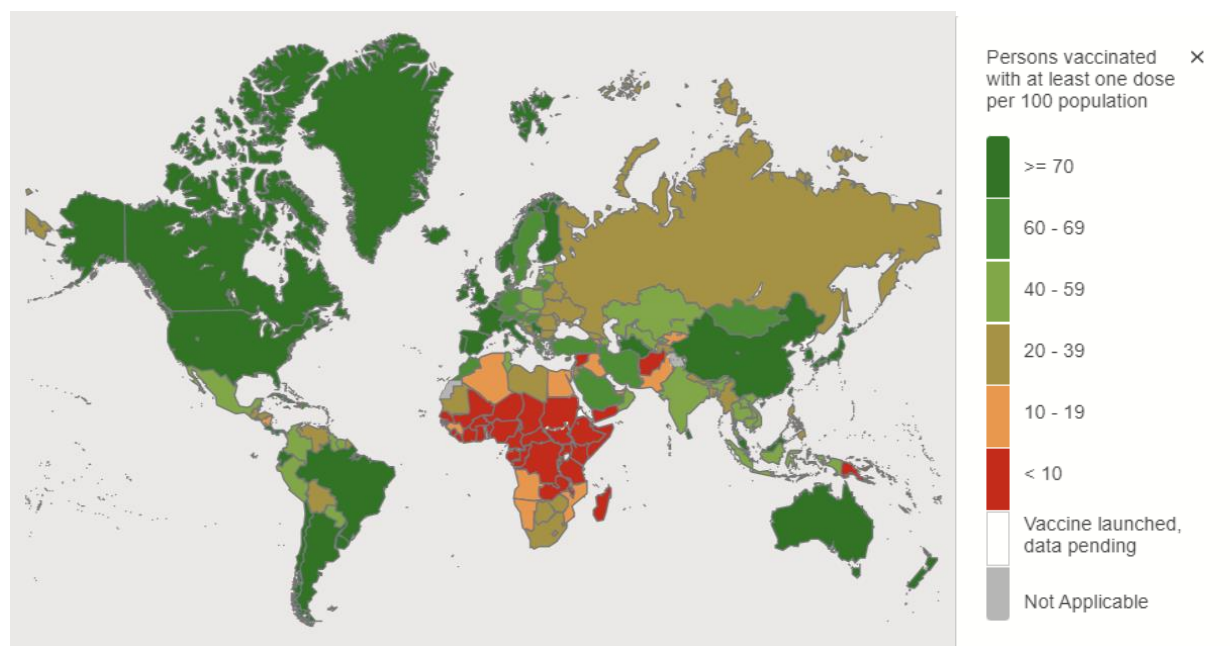 Persons vaccinated
with at least one dose
per 100 population
×
>= 70
60 - 69
40 - 59
20 - 39
10 - 19
< 10
Vaccine launched,
data pending
Not Applicable